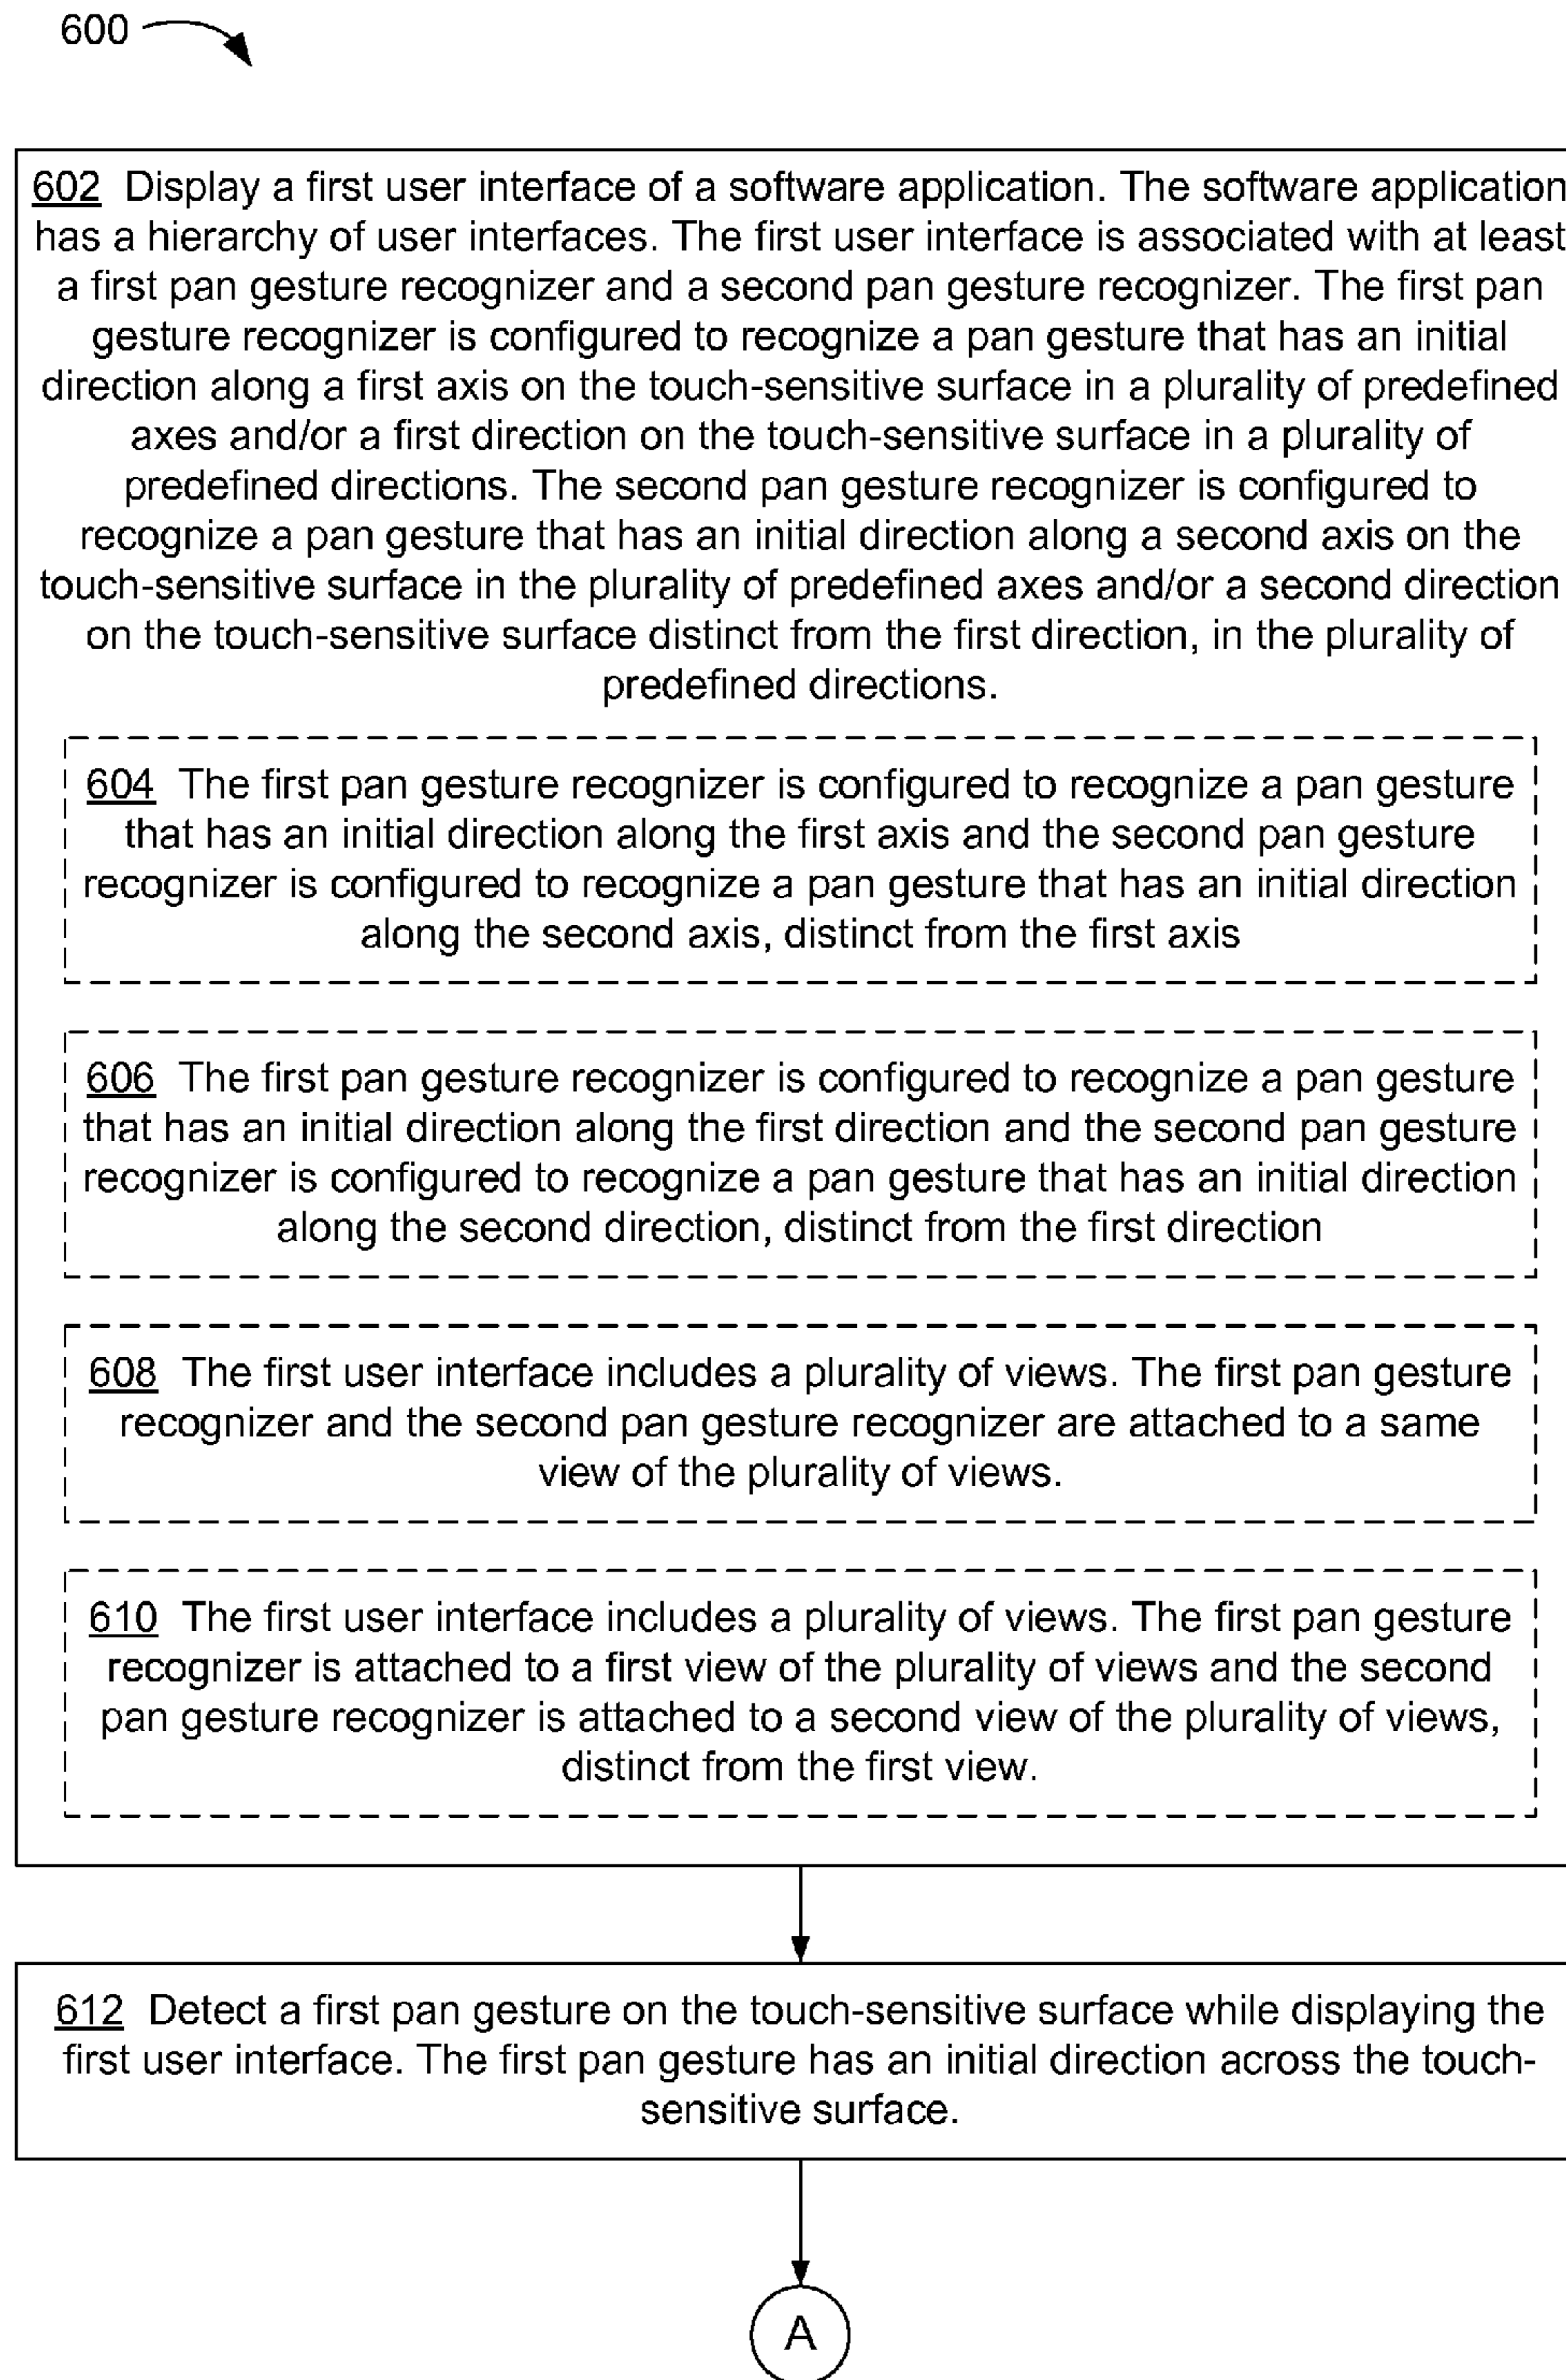 600
602 Display a first user interface of a software application. The software application
has a hierarchy of user interfaces. The first user interface is associated with at least
a first pan gesture recognizer and a second pan gesture recognizer. The first pan
gesture recognizer is configured to recognize a pan gesture that has an initial
direction along a first axis on the touch-sensitive surface in a plurality of predefined
axes and/or a first direction on the touch-sensitive surface in a plurality of
predefined directions. The second pan gesture recognizer is configured to
recognize a pan gesture that has an initial direction along a second axis on the
touch-sensitive surface in the plurality of predefined axes and/or a second direction
on the touch-sensitive surface distinct from the first direction, in the plurality of
predefined directions.
604 The first pan gesture recognizer is configured to recognize a pan gesture
that has an initial direction along the first axis and the second pan gesture
recognizer is configured to recognize a pan gesture that has an initial direction
along the second axis, distinct from the first axis
606 The first pan gesture recognizer is configured to recognize a pan gesture
that has an initial direction along the first direction and the second pan gesture
recognizer is configured to recognize a pan gesture that has an initial direction
along the second direction, distinct from the first direction
608 The first user interface includes a plurality of views. The first pan gesture
recognizer and the second pan gesture recognizer are attached to a same
view of the plurality of views.
610 The first user interface includes a plurality of views. The first pan gesture
recognizer is attached to a first view of the plurality of views and the second
pan gesture recognizer is attached to a second view of the plurality of views,
distinct from the first view.
612 Detect a first pan gesture on the touch-sensitive surface while displaying the
first user interface. The first pan gesture has an initial direction across the touch-
sensitive surface.
A